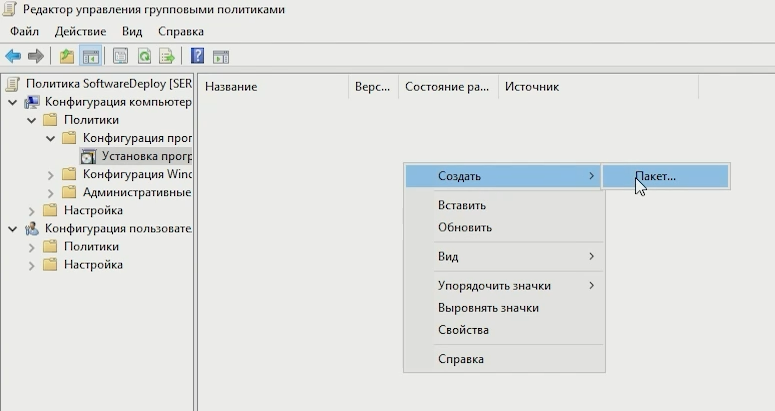 Редактор управления групповыми политиками
Файл Действие Вид Справка
Политика SoftwareDeploy [SER
Конфигурация компьютер
Политики
Конфигурация прог
Установка прогр
Конфигурация Winc
Административные
Настройка
Конфигурация пользовате.
Политики
Настройка
Название Верс... Состояние ра... Источник
Создать Пакет...
Вставить
Обновить
Вид
Упорядочить значки
Выровнять значки
Свойства
Справка